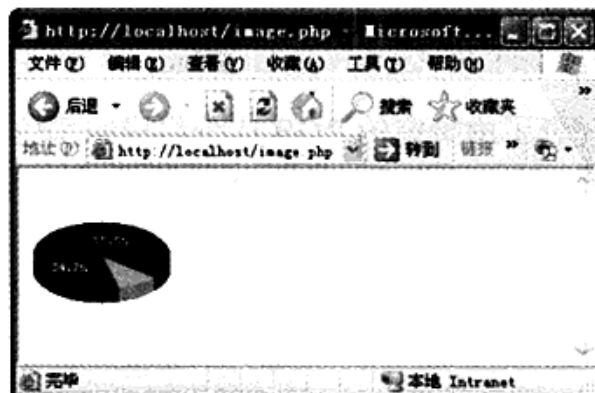 http://localhost/image.php - Microsoft...
文件(F) 编辑(E) 查看(V) 收藏(A) 工具(T) 帮助(H) »
后退 搜索 收藏夹 »
地址(D) http://localhost/image.php 转到 链接 »
34.7%
完毕 本地 Intranet